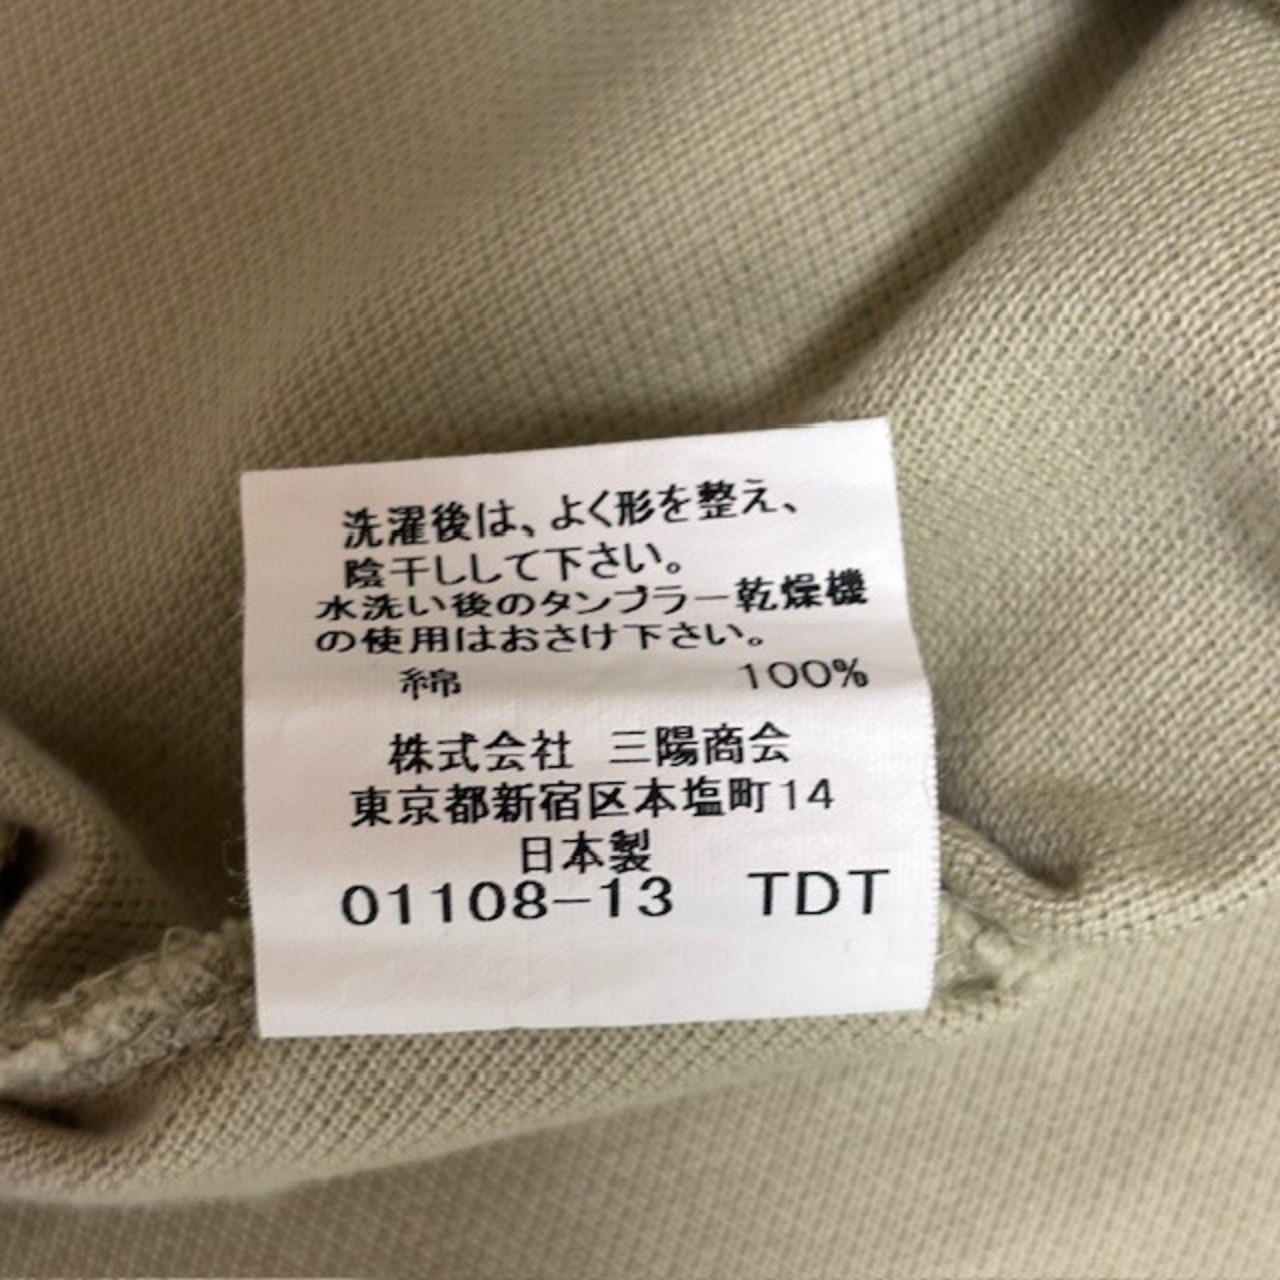 洗濯後は、よく形を整え、
陰干しして下さい。
水洗い後のタンブラー乾燥機
の使用はおさけ下さい。
綿 100%
株式会社 三陽商会
東京都新宿区本塩町14
日本製
01108-13 TDT